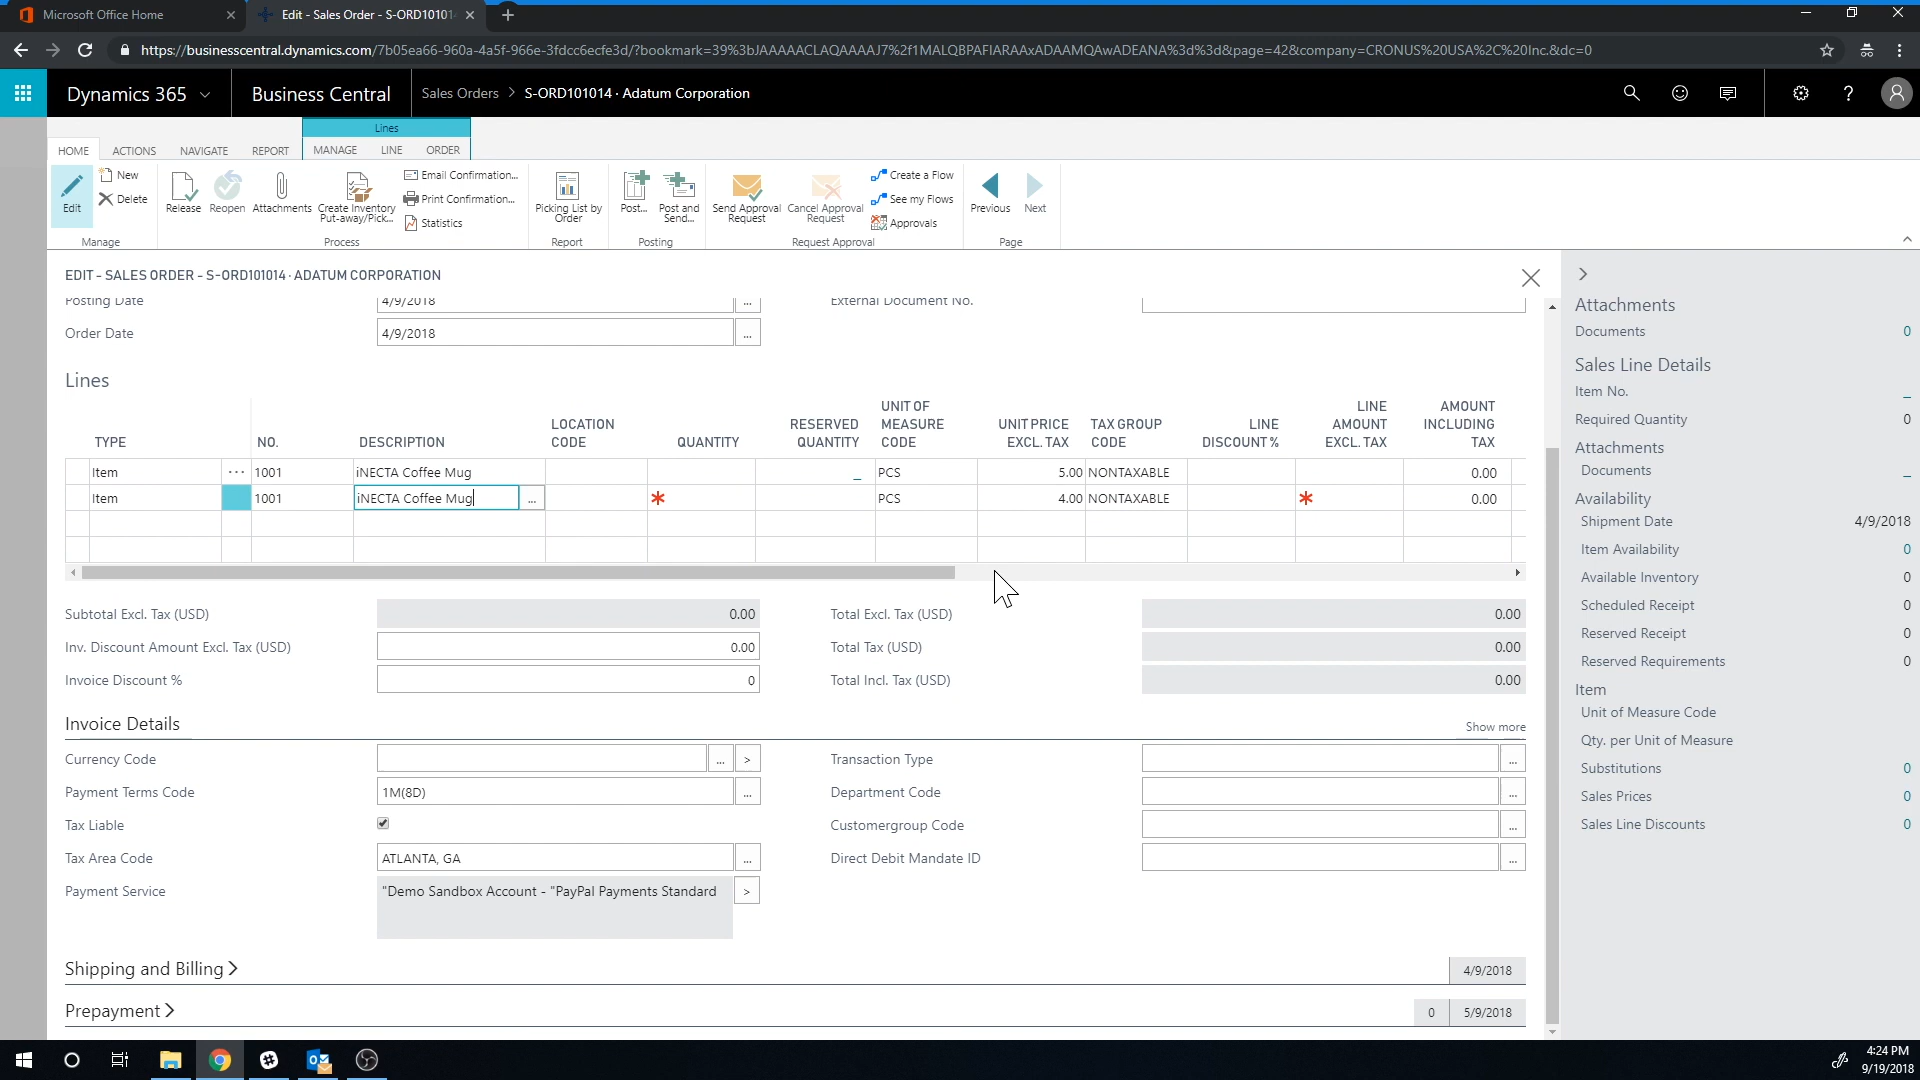 Microsoft Office Home
Edit - Sales Order - S-ORD101014
https://businesscentral.dynamics.com/7b05ea66-960a-4a5f-966e-3fdcc6ecfe3d/?bookmark=39%3bJAAAAACLAQAAAAJ7%2f1MALQBPAFIARAAxADAAMQAwADEANA%3d%3d&page=42&company=CRONUS%20USA%2C%20Inc.&dc=0
Dynamics 365
Business Central
Sales Orders > S-ORD101014 · Adatum Corporation
Lines
HOME ACTIONS NAVIGATE REPORT MANAGE LINE ORDER
Edit
New
Delete
Manage
Release
Reopen
Attachments
Create Inventory Put-away/Pick...
Email Confirmation...
Print Confirmation...
Statistics
Process
Picking List by Order
Report
Post...
Post and Send...
Posting
Send Approval Request
Cancel Approval Request
Create a Flow
See my Flows
Approvals
Request Approval
Previous
Next
Page
EDIT - SALES ORDER - S-ORD101014 · ADATUM CORPORATION
Posting Date 4/9/2018 ... External Document No.
Order Date 4/9/2018 ...
Lines
TYPE NO. DESCRIPTION LOCATION CODE QUANTITY RESERVED QUANTITY UNIT OF MEASURE CODE UNIT PRICE EXCL. TAX TAX GROUP CODE LINE DISCOUNT % LINE AMOUNT EXCL. TAX AMOUNT INCLUDING TAX
Item ... 1001 iNECTA Coffee Mug _ PCS 5.00 NONTAXABLE 0.00
Item 1001 iNECTA Coffee Mug ... * PCS 4.00 NONTAXABLE * 0.00
Subtotal Excl. Tax (USD) 0.00 Total Excl. Tax (USD) 0.00
Inv. Discount Amount Excl. Tax (USD) 0.00 Total Tax (USD) 0.00
Invoice Discount % 0 Total Incl. Tax (USD) 0.00
Invoice Details Show more
Currency Code ... > Transaction Type ...
Payment Terms Code 1M(8D) ... Department Code ...
Tax Liable Customergroup Code ...
Tax Area Code ATLANTA, GA ... Direct Debit Mandate ID ...
Payment Service "Demo Sandbox Account - "PayPal Payments Standard >
Shipping and Billing > 4/9/2018
Prepayment > 0 5/9/2018
Attachments
Documents 0
Sales Line Details
Item No. _
Required Quantity 0
Attachments
Documents _
Availability
Shipment Date 4/9/2018
Item Availability 0
Available Inventory 0
Scheduled Receipt 0
Reserved Receipt 0
Reserved Requirements 0
Item
Unit of Measure Code
Qty. per Unit of Measure
Substitutions 0
Sales Prices 0
Sales Line Discounts 0
4:24 PM
9/19/2018